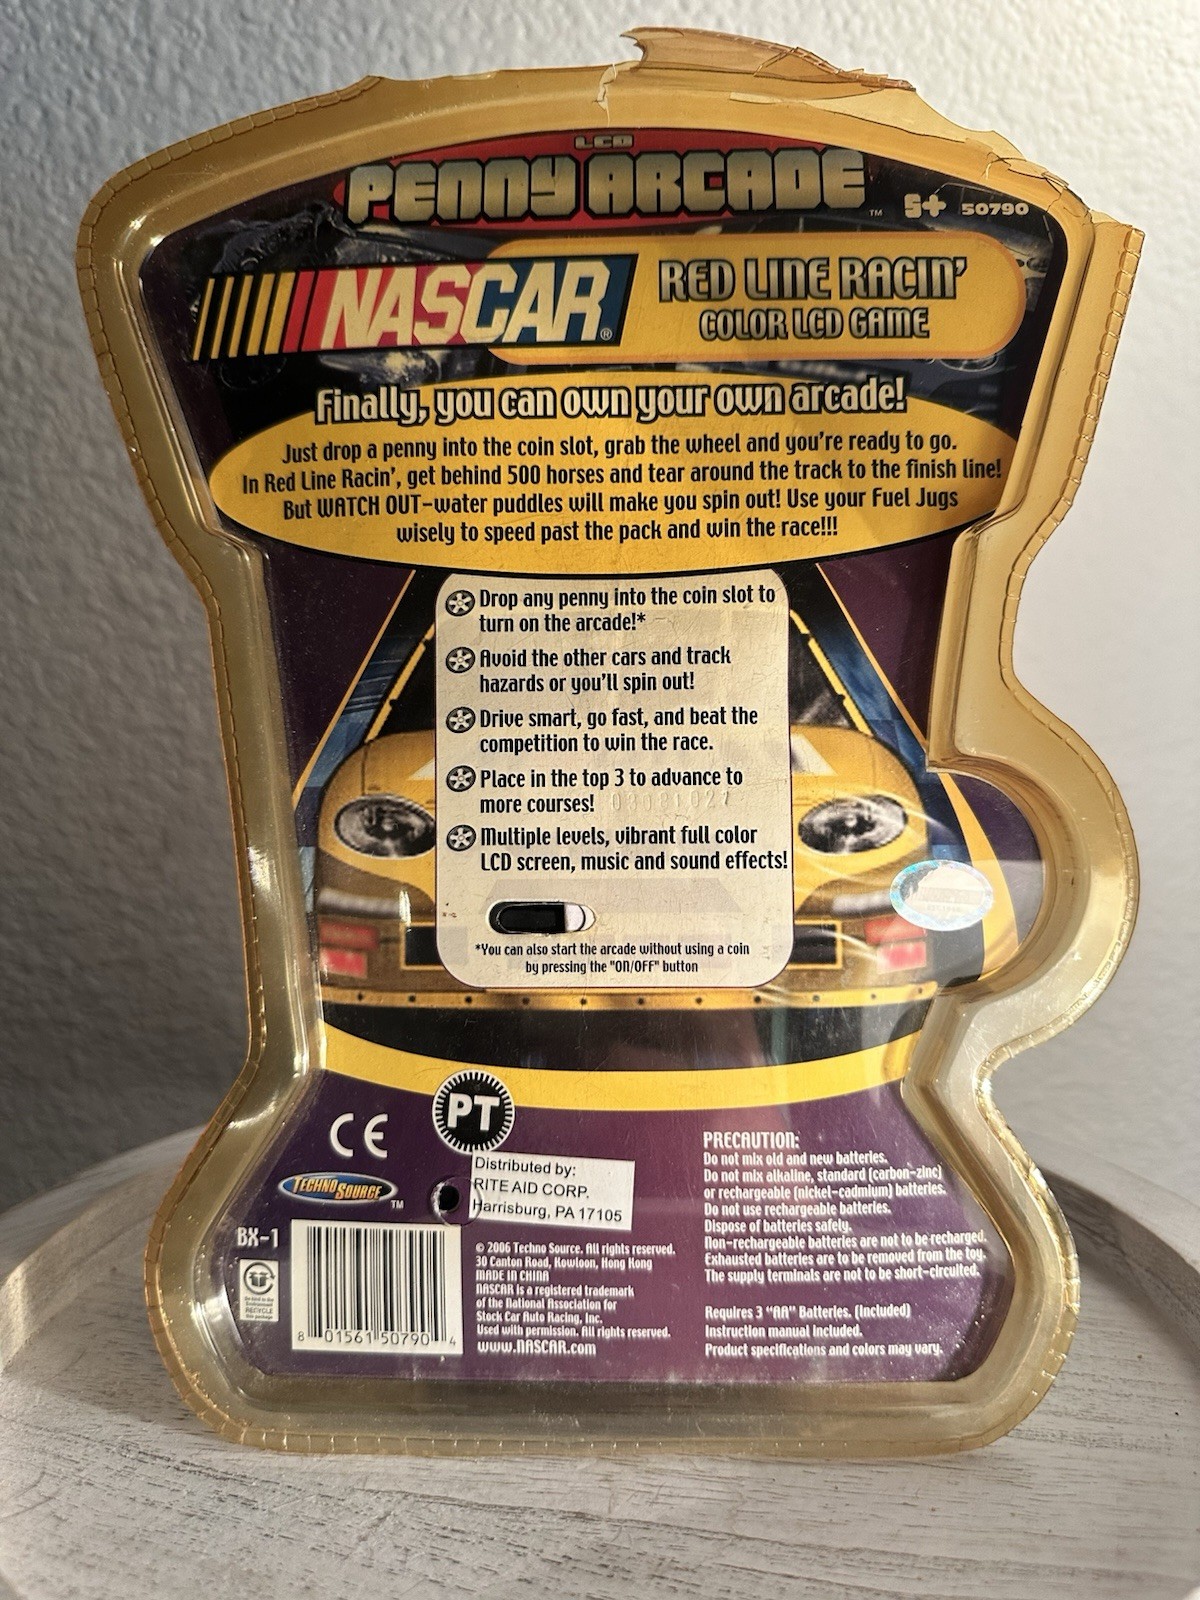 LCD
PENNY ARCADE ™
5+ 50790
NASCAR®
RED LINE RACIN'
COLOR LCD GAME
Finally, you can own your own arcade!
Just drop a penny into the coin slot, grab the wheel and you're ready to go.
In Red Line Racin', get behind 500 horses and tear around the track to the finish line!
But WATCH OUT-water puddles will make you spin out! Use your Fuel Jugs
wisely to speed past the pack and win the race!!!
Drop any penny into the coin slot to
turn on the arcade!*
Avoid the other cars and track
hazards or you'll spin out!
Drive smart, go fast, and beat the
competition to win the race.
Place in the top 3 to advance to
more courses!
Multiple levels, vibrant full color
LCD screen, music and sound effects!
*You can also start the arcade without using a coin
by pressing the "ON/OFF" button
CE
PT
TECHNO SOURCE ™
Distributed by:
RITE AID CORP.
Harrisburg, PA 17105
BX-1
RECYCLE
8 01561 50790 4
© 2006 Techno Source. All rights reserved.
30 Canton Road, Kowloon, Hong Kong
MADE IN CHINA
NASCAR is a registered trademark
of the National Association for
Stock Car Auto Racing, Inc.
Used with permission. All rights reserved.
www.NASCAR.com
PRECAUTION:
Do not mix old and new batteries.
Do not mix alkaline, standard (carbon-zinc)
or rechargeable (nickel-cadmium) batteries.
Do not use rechargeable batteries.
Dispose of batteries safely.
Non-rechargeable batteries are not to be recharged.
Exhausted batteries are to be removed from the toy.
The supply terminals are not to be short-circuited.
Requires 3 "AA" Batteries. (Included)
Instruction manual included.
Product specifications and colors may vary.